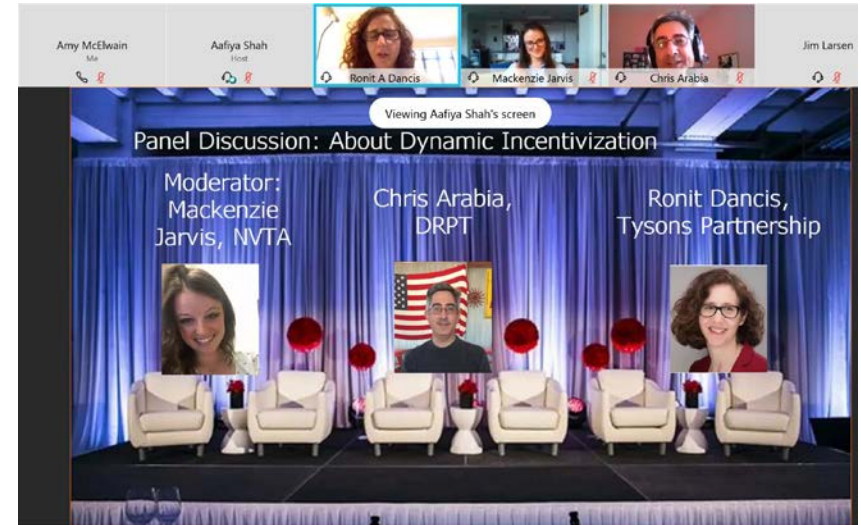 Amy McElwain
Me
Aafiya Shah
Host
Ronit A Dancis
Mackenzie Jarvis
Chris Arabia
Jim Larsen
Viewing Aafiya Shah's screen
Panel Discussion: About Dynamic Incentivization
Moderator:
Mackenzie
Jarvis, NVTA
Chris Arabia,
DRPT
Ronit Dancis,
Tysons Partnership